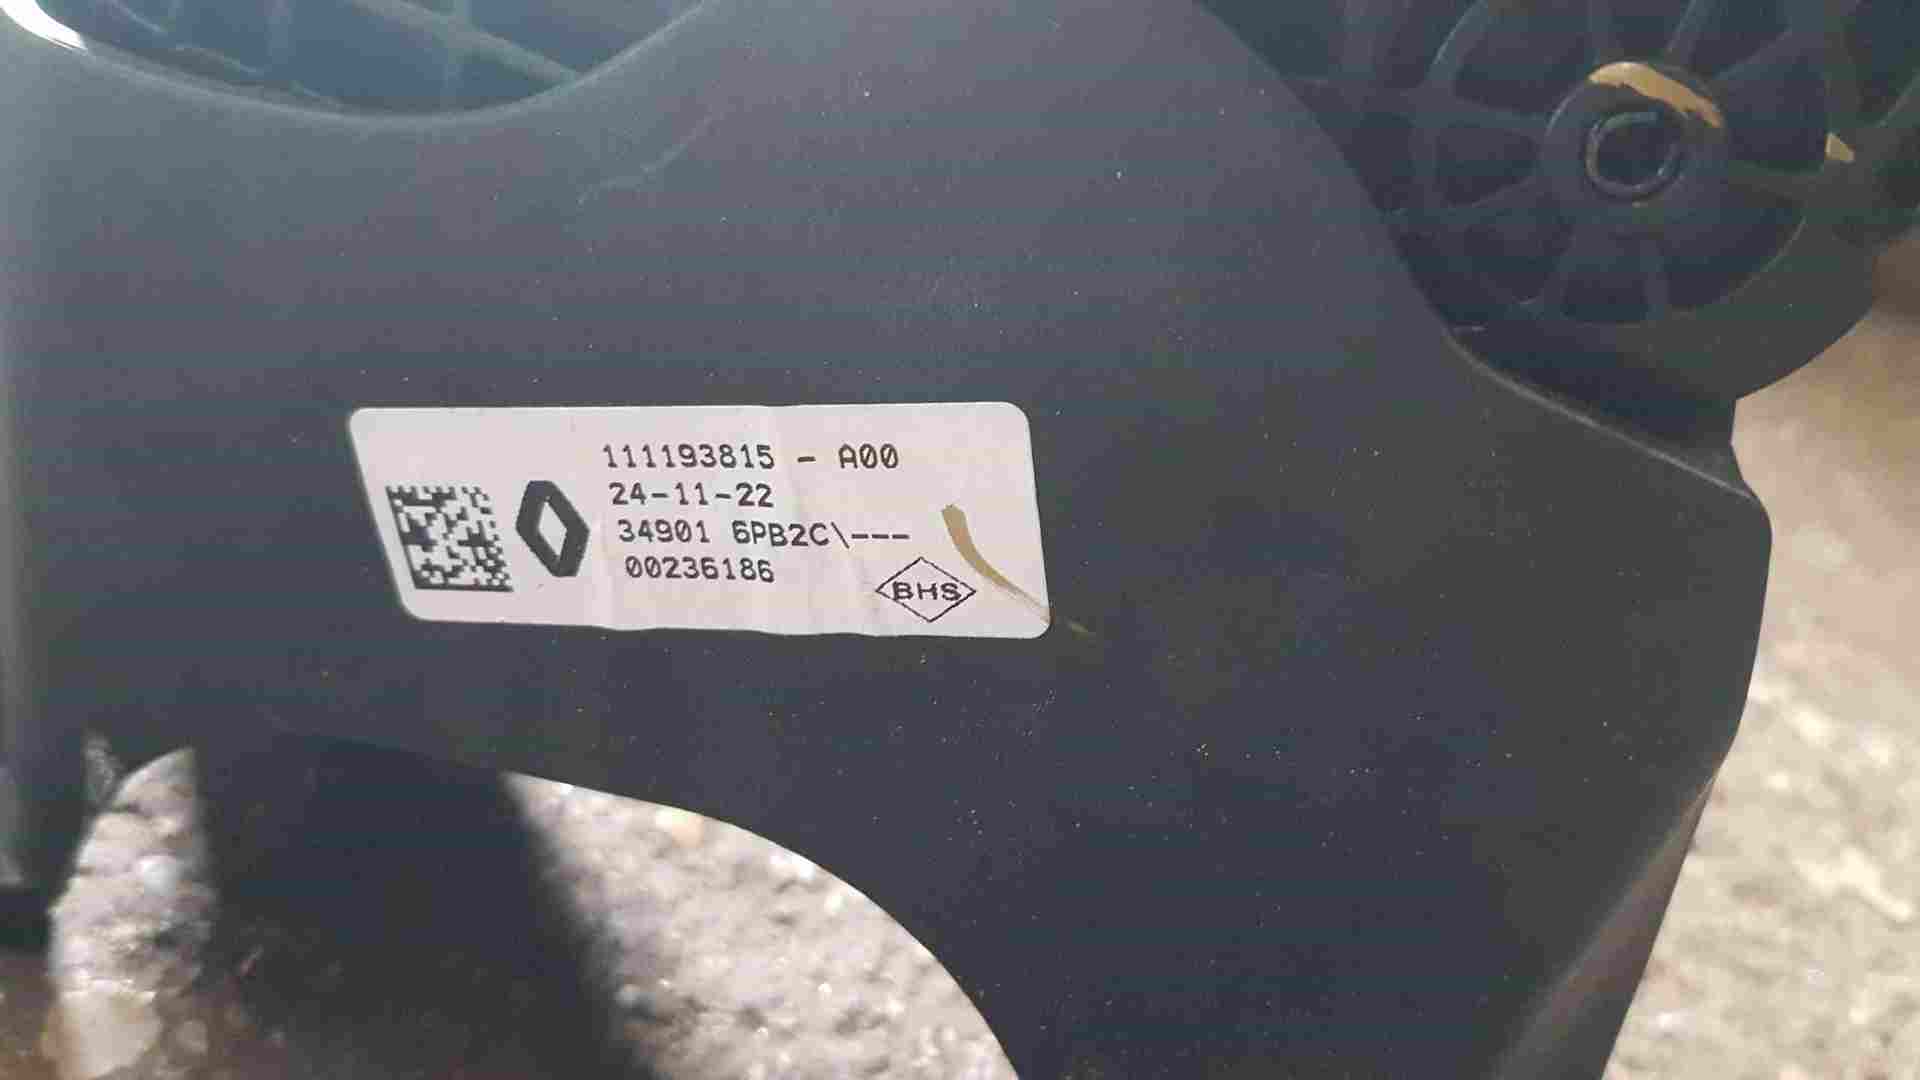 111193815 - A00
24-11-22
34901 6PB2C\---
00236186
BHS